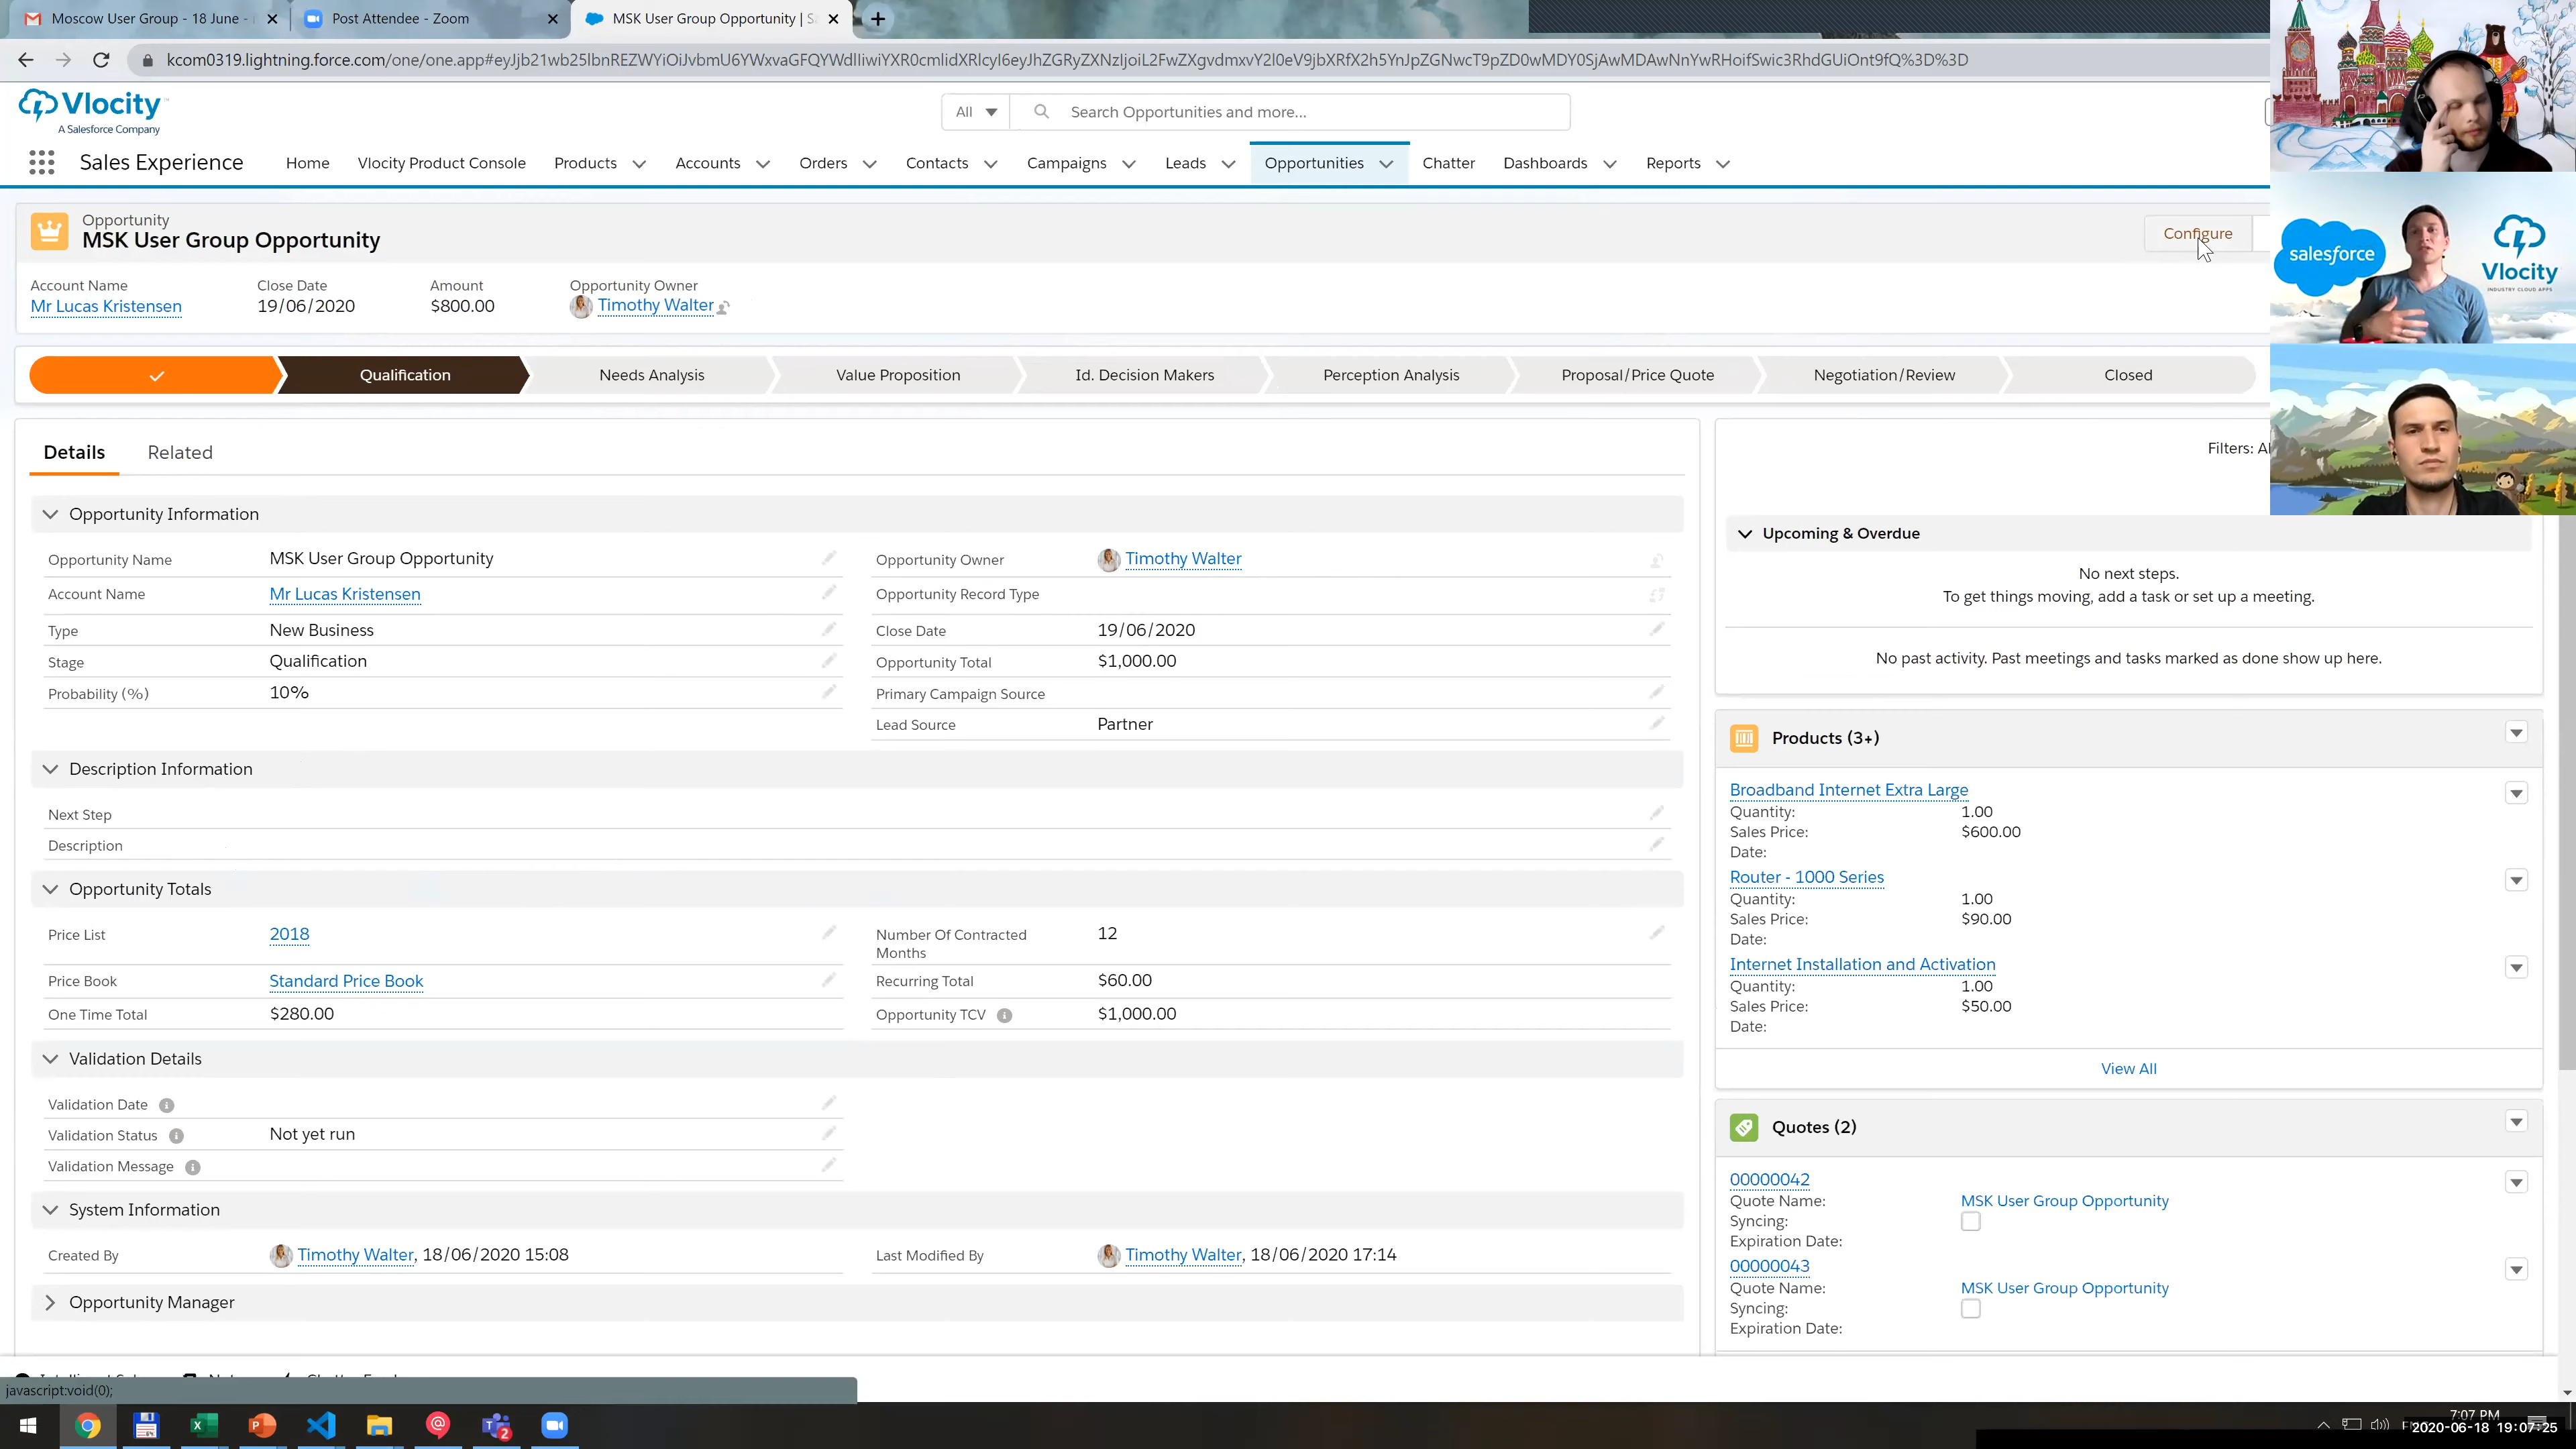 Moscow User Group - 18 June -
Post Attendee - Zoom
MSK User Group Opportunity | S
Vlocity
A Salesforce Company
All
Search Opportunities and more...
Sales Experience
Home
Vlocity Product Console
Products
Accounts
Orders
Contacts
Campaigns
Leads
Opportunities
Chatter
Dashboards
Reports
Opportunity
MSK User Group Opportunity
Configure
salesforce
Vlocity
INDUSTRY CLOUD APPS
Account Name
Mr Lucas Kristensen
Close Date
19/06/2020
Amount
$800.00
Opportunity Owner
Timothy Walter
Qualification
Needs Analysis
Value Proposition
Id. Decision Makers
Perception Analysis
Proposal/Price Quote
Negotiation/Review
Closed
Details
Related
Opportunity Information
Opportunity Name MSK User Group Opportunity
Account Name Mr Lucas Kristensen
Type New Business
Stage Qualification
Probability (%) 10%
Opportunity Owner Timothy Walter
Opportunity Record Type
Close Date 19/06/2020
Opportunity Total $1,000.00
Primary Campaign Source
Lead Source Partner
Description Information
Next Step
Description
Opportunity Totals
Price List 2018
Price Book Standard Price Book
One Time Total $280.00
Number Of Contracted 12
Months
Recurring Total $60.00
Opportunity TCV $1,000.00
Validation Details
Validation Date
Validation Status Not yet run
Validation Message
System Information
Created By Timothy Walter, 18/06/2020 15:08
Last Modified By Timothy Walter, 18/06/2020 17:14
Opportunity Manager
Filters:
Upcoming & Overdue
No next steps.
To get things moving, add a task or set up a meeting.
No past activity. Past meetings and tasks marked as done show up here.
Products (3+)
Broadband Internet Extra Large
Quantity: 1.00
Sales Price: $600.00
Date:
Router - 1000 Series
Quantity: 1.00
Sales Price: $90.00
Date:
Internet Installation and Activation
Quantity: 1.00
Sales Price: $50.00
Date:
View All
Quotes (2)
00000042
Quote Name: MSK User Group Opportunity
Syncing:
Expiration Date:
00000043
Quote Name: MSK User Group Opportunity
Syncing:
Expiration Date:
javascript:void(0);
7:07 PM
2020-06-18 19:07:25